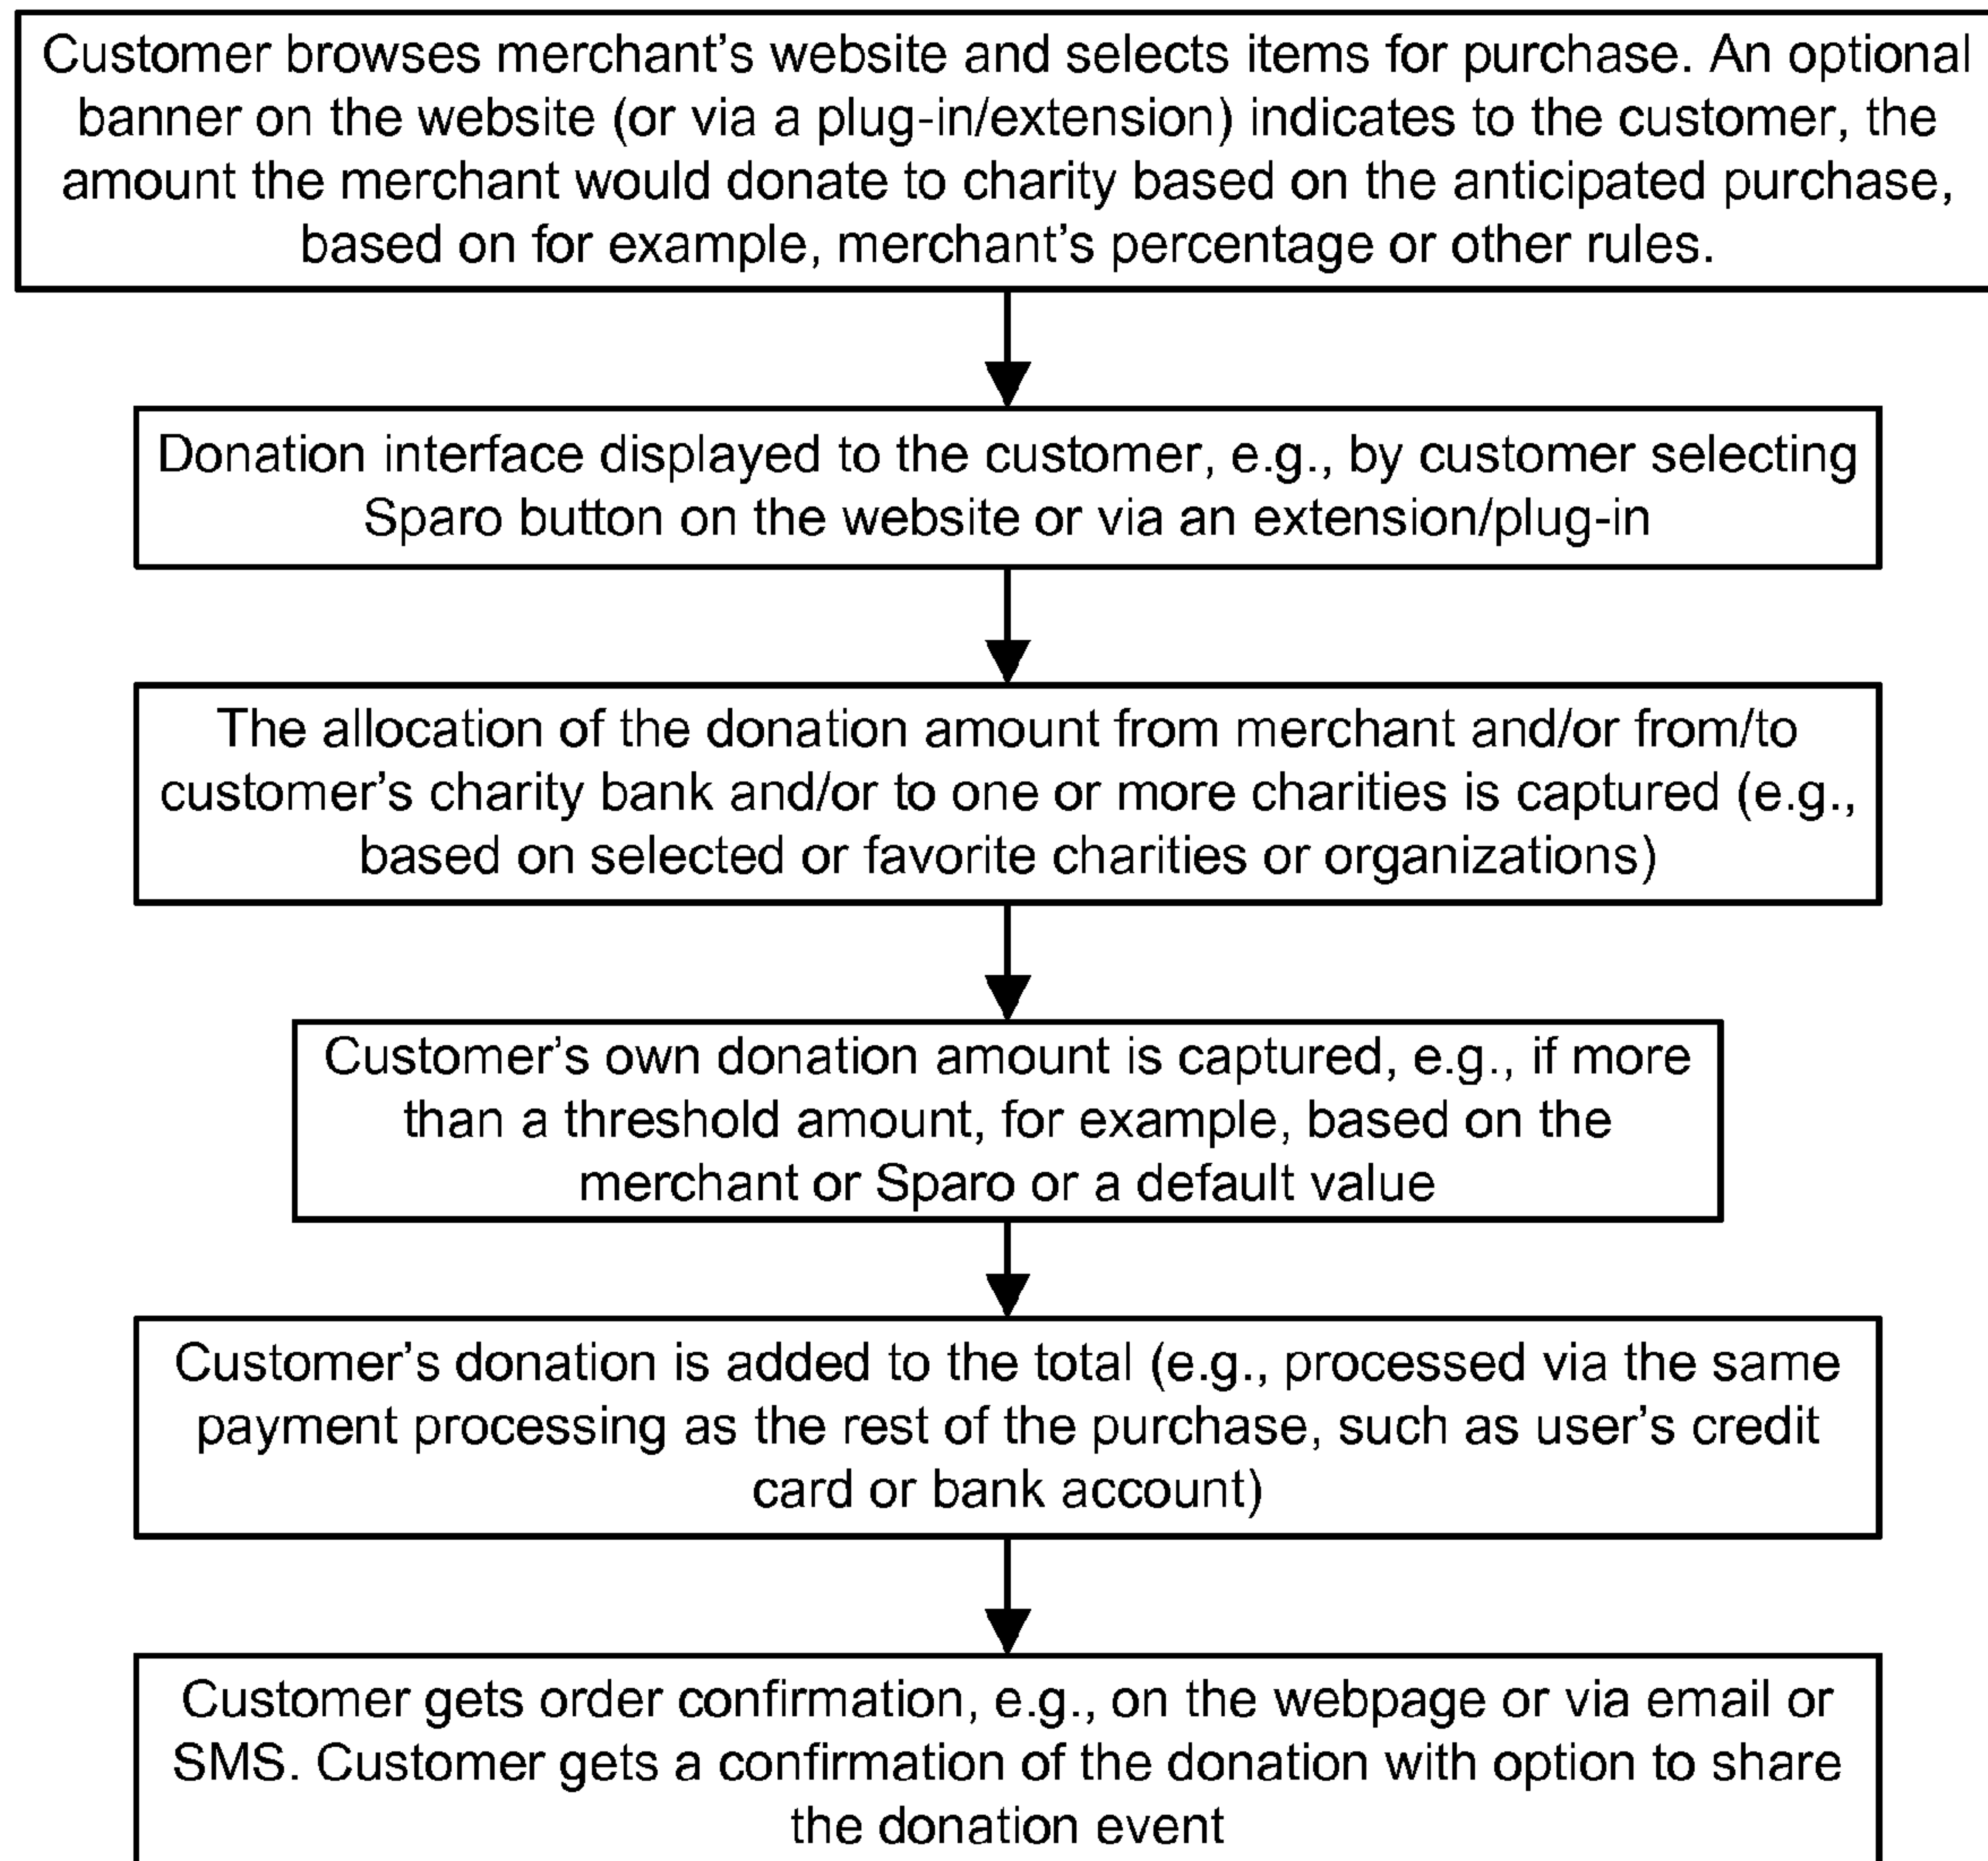 Customer browses merchant’s website and selects items for purchase. An optional
banner on the website (or via a plug-in/extension) indicates to the customer, the
amount the merchant would donate to charity based on the anticipated purchase,
based on for example, merchant’s percentage or other rules.
Donation interface displayed to the customer, e.g., by customer selecting
Sparo button on the website or via an extension/plug-in
The allocation of the donation amount from merchant and/or from/to
customer’s charity bank and/or to one or more charities is captured (e.g.,
based on selected or favorite charities or organizations)
Customer’s own donation amount is captured, e.g., if more
than a threshold amount, for example, based on the
merchant or Sparo or a default value
Customer’s donation is added to the total (e.g., processed via the same
payment processing as the rest of the purchase, such as user’s credit
card or bank account)
Customer gets order confirmation, e.g., on the webpage or via email or
SMS. Customer gets a confirmation of the donation with option to share
the donation event